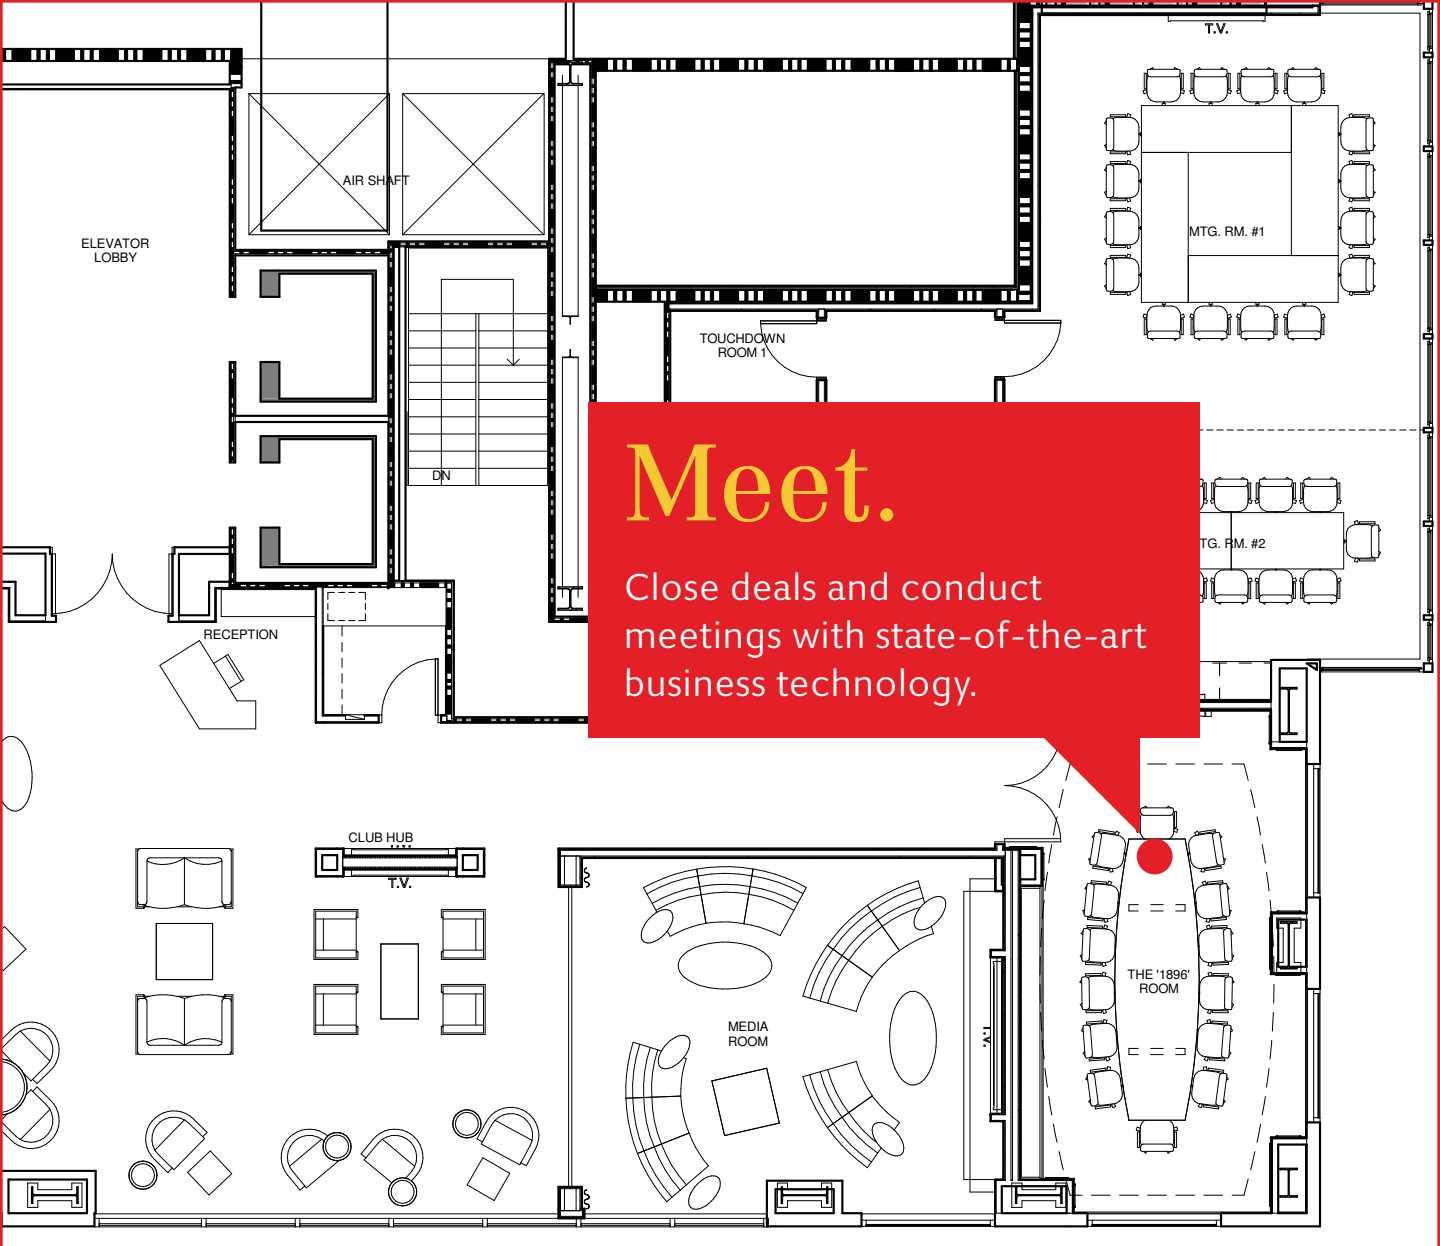 T.V.
AIR SHAFT
ELEVATOR
LOBBY
MTG. RM. #1
TOUCHDOWN
ROOM 1
DN
Meet.
Close deals and conduct
meetings with state-of-the-art
business technology.
TG. RM. #2
RECEPTION
CLUB HUB
T.V.
THE '1896'
ROOM
MEDIA
ROOM
T.V.